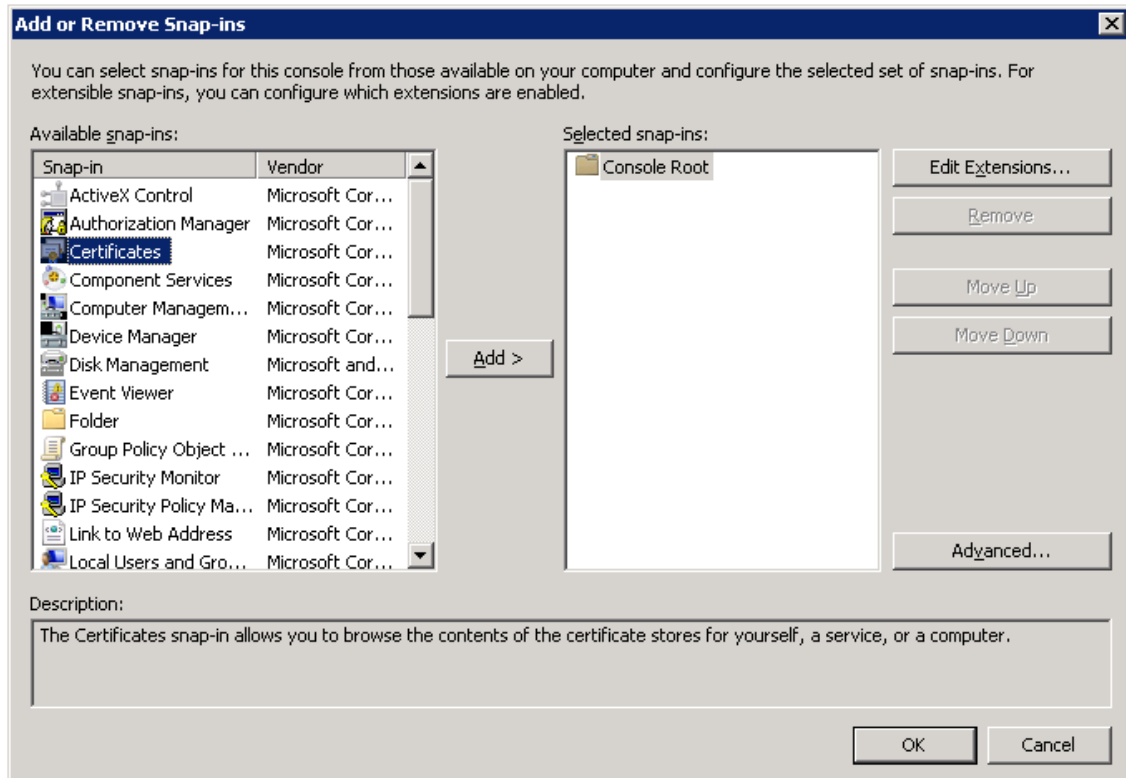 Add or Remove Snap-ins
You can select snap-ins for this console from those available on your computer and configure the selected set of snap-ins. For
extensible snap-ins, you can configure which extensions are enabled.
Available snap-ins:
Snap-in Vendor
ActiveX Control Microsoft Cor...
Authorization Manager Microsoft Cor...
Certificates Microsoft Cor...
Component Services Microsoft Cor...
Computer Managem... Microsoft Cor...
Device Manager Microsoft Cor...
Disk Management Microsoft and...
Event Viewer Microsoft Cor...
Folder Microsoft Cor...
Group Policy Object ... Microsoft Cor...
IP Security Monitor Microsoft Cor...
IP Security Policy Ma... Microsoft Cor...
Link to Web Address Microsoft Cor...
Local Users and Gro... Microsoft Cor...
Add >
Selected snap-ins:
Console Root
Edit Extensions...
Remove
Move Up
Move Down
Advanced...
Description:
The Certificates snap-in allows you to browse the contents of the certificate stores for yourself, a service, or a computer.
OK Cancel